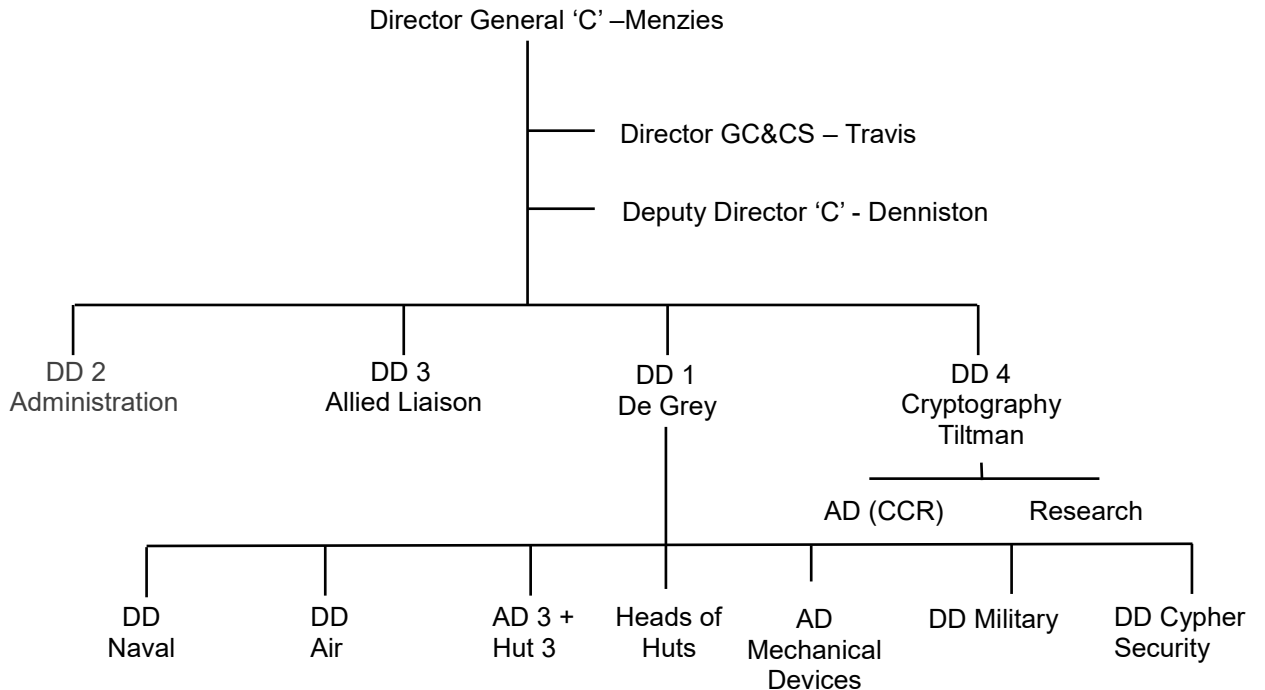 Director General ‘C’ –Menzies
Director GC&CS – Travis
Deputy Director ‘C’ - Denniston
DD 2
Administration
DD 3
Allied Liaison
DD 1
De Grey
DD 4
Cryptography
Tiltman
AD (CCR)
Research
DD
Naval
DD
Air
AD 3 +
Hut 3
Heads of
Huts
AD
Mechanical
Devices
DD Military
DD Cypher
Security